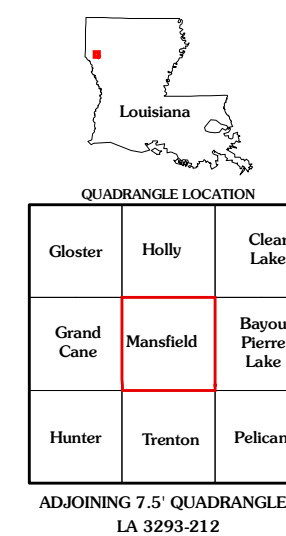 Louisiana
QUADRANGLE LOCATION
Gloster
Holly
Clear
Lake
Grand
Cane
Mansfield
Bayou
Pierre
Lake
Hunter
Trenton
Pelican
ADJOINING 7.5' QUADRANGLE
LA 3293-212